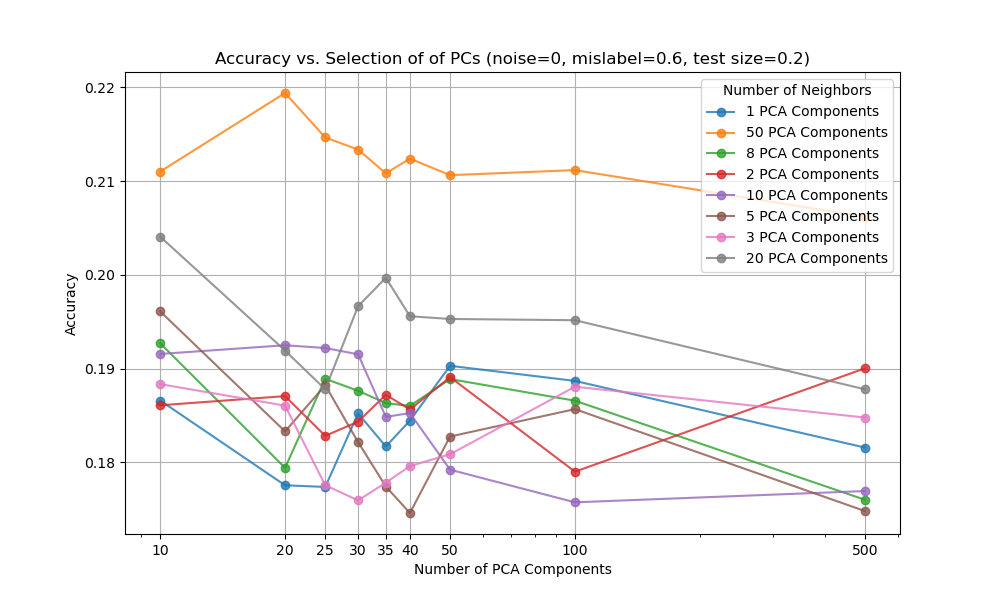 Accuracy vs. Selection of of PCs (noise=0, mislabel=0.6, test size=0.2)
Number of Neighbors
1 PCA Components
50 PCA Components
8 PCA Components
2 PCA Components
10 PCA Components
5 PCA Components
3 PCA Components
20 PCA Components
Accuracy
0.22
0.21
0.20
0.19
0.18
10 20 25 30 35 40 50 100 500
Number of PCA Components